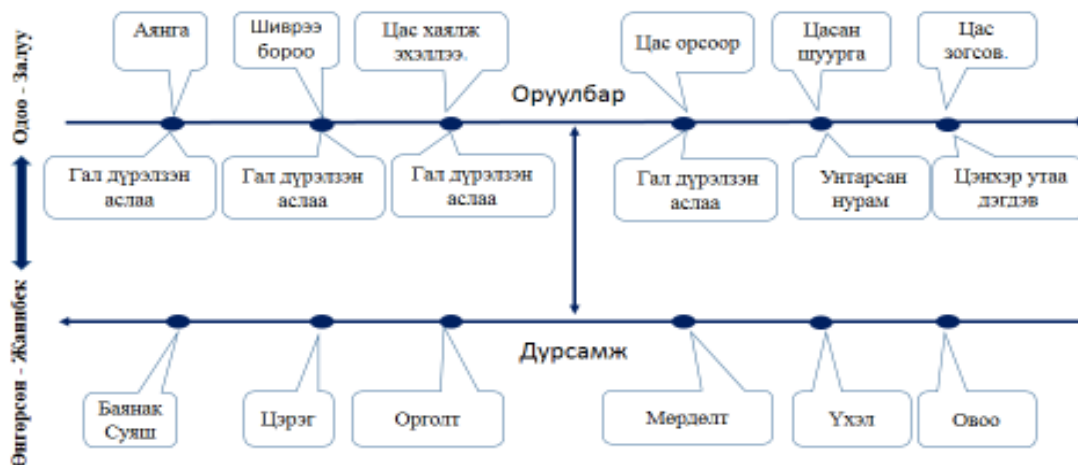 Одоо - Залуу
Аянга
Шиврээ
бороо
Цас хаялж
эхэллээ.
Цас орсоор
Цасан
шуурга
Цас
зогсов.
Оруулбар
Гал дүрэлзэн
аслаа
Гал дүрэлзэн
аслаа
Гал дүрэлзэн
аслаа
Гал дүрэлзэн
аслаа
Унтарсан
нурам
Цэнхэр утаа
дэгдэв
Өнгөрсөн - Жанибек
Дурсамж
Баянак
Суяш
Цэрэг
Орголт
Мөрдөлт
Үхэл
Овоо